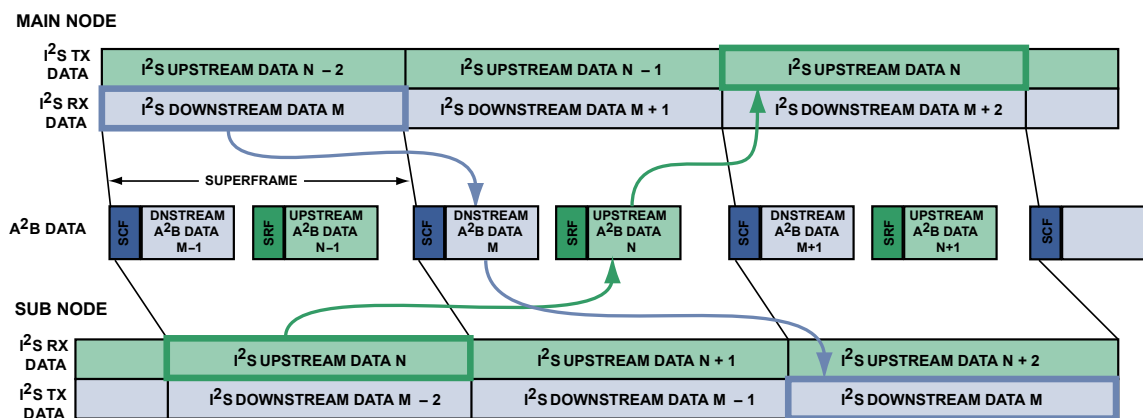 MAIN NODE
I²S TX
DATA
I²S UPSTREAM DATA N – 2
I²S UPSTREAM DATA N – 1
I²S UPSTREAM DATA N
I²S RX
DATA
I²S DOWNSTREAM DATA M
I²S DOWNSTREAM DATA M + 1
I²S DOWNSTREAM DATA M + 2
SUPERFRAME
A²B DATA
SCF
DNSTREAM
A²B DATA
M–1
SRF
UPSTREAM
A²B DATA
N–1
SCF
DNSTREAM
A²B DATA
M
SRF
UPSTREAM
A²B DATA
N
SCF
DNSTREAM
A²B DATA
M+1
SRF
UPSTREAM
A²B DATA
N+1
SCF
SUB NODE
I²S RX
DATA
I²S UPSTREAM DATA N
I²S UPSTREAM DATA N + 1
I²S UPSTREAM DATA N + 2
I²S TX
DATA
I²S DOWNSTREAM DATA M – 2
I²S DOWNSTREAM DATA M – 1
I²S DOWNSTREAM DATA M